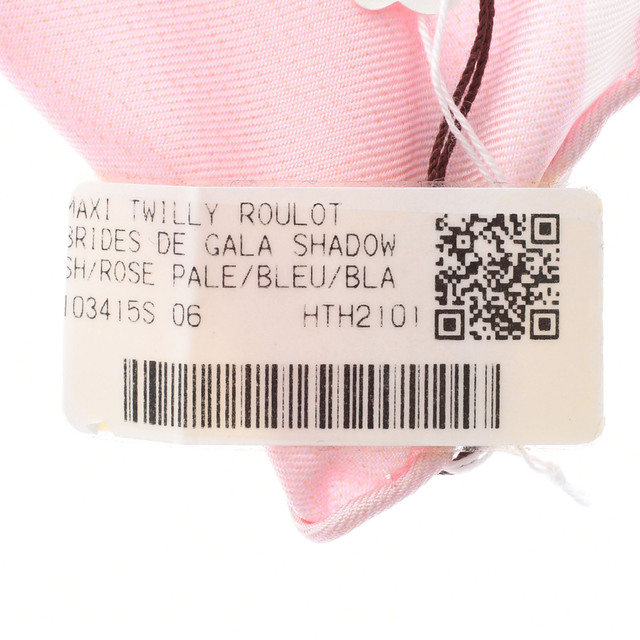 MAXI TWILLY ROULOT
BRIDES DE GALA SHADOW
SH/ROSE PALE/BLEU/BLA
103415S 06 HTH2101